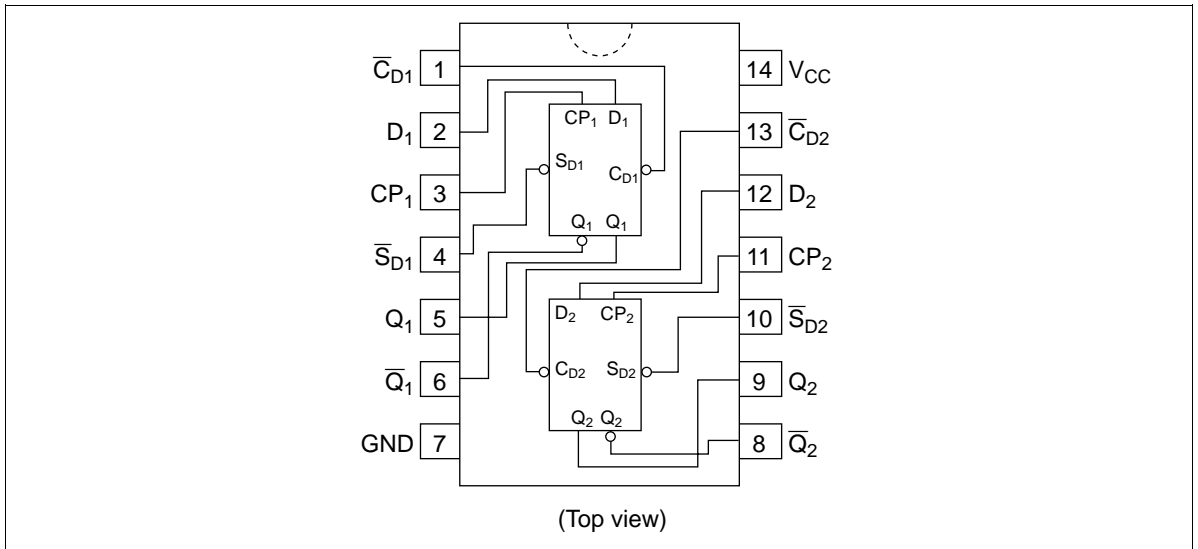 C̅D1 1
D1 2
CP1 3
S̅D1 4
Q1 5
Q̅1 6
GND 7
14 VCC
13 C̅D2
12 D2
11 CP2
10 S̅D2
9 Q2
8 Q̅2
CP1 D1
SD1
CD1
Q1 Q1
D2 CP2
CD2 SD2
Q2 Q2
(Top view)